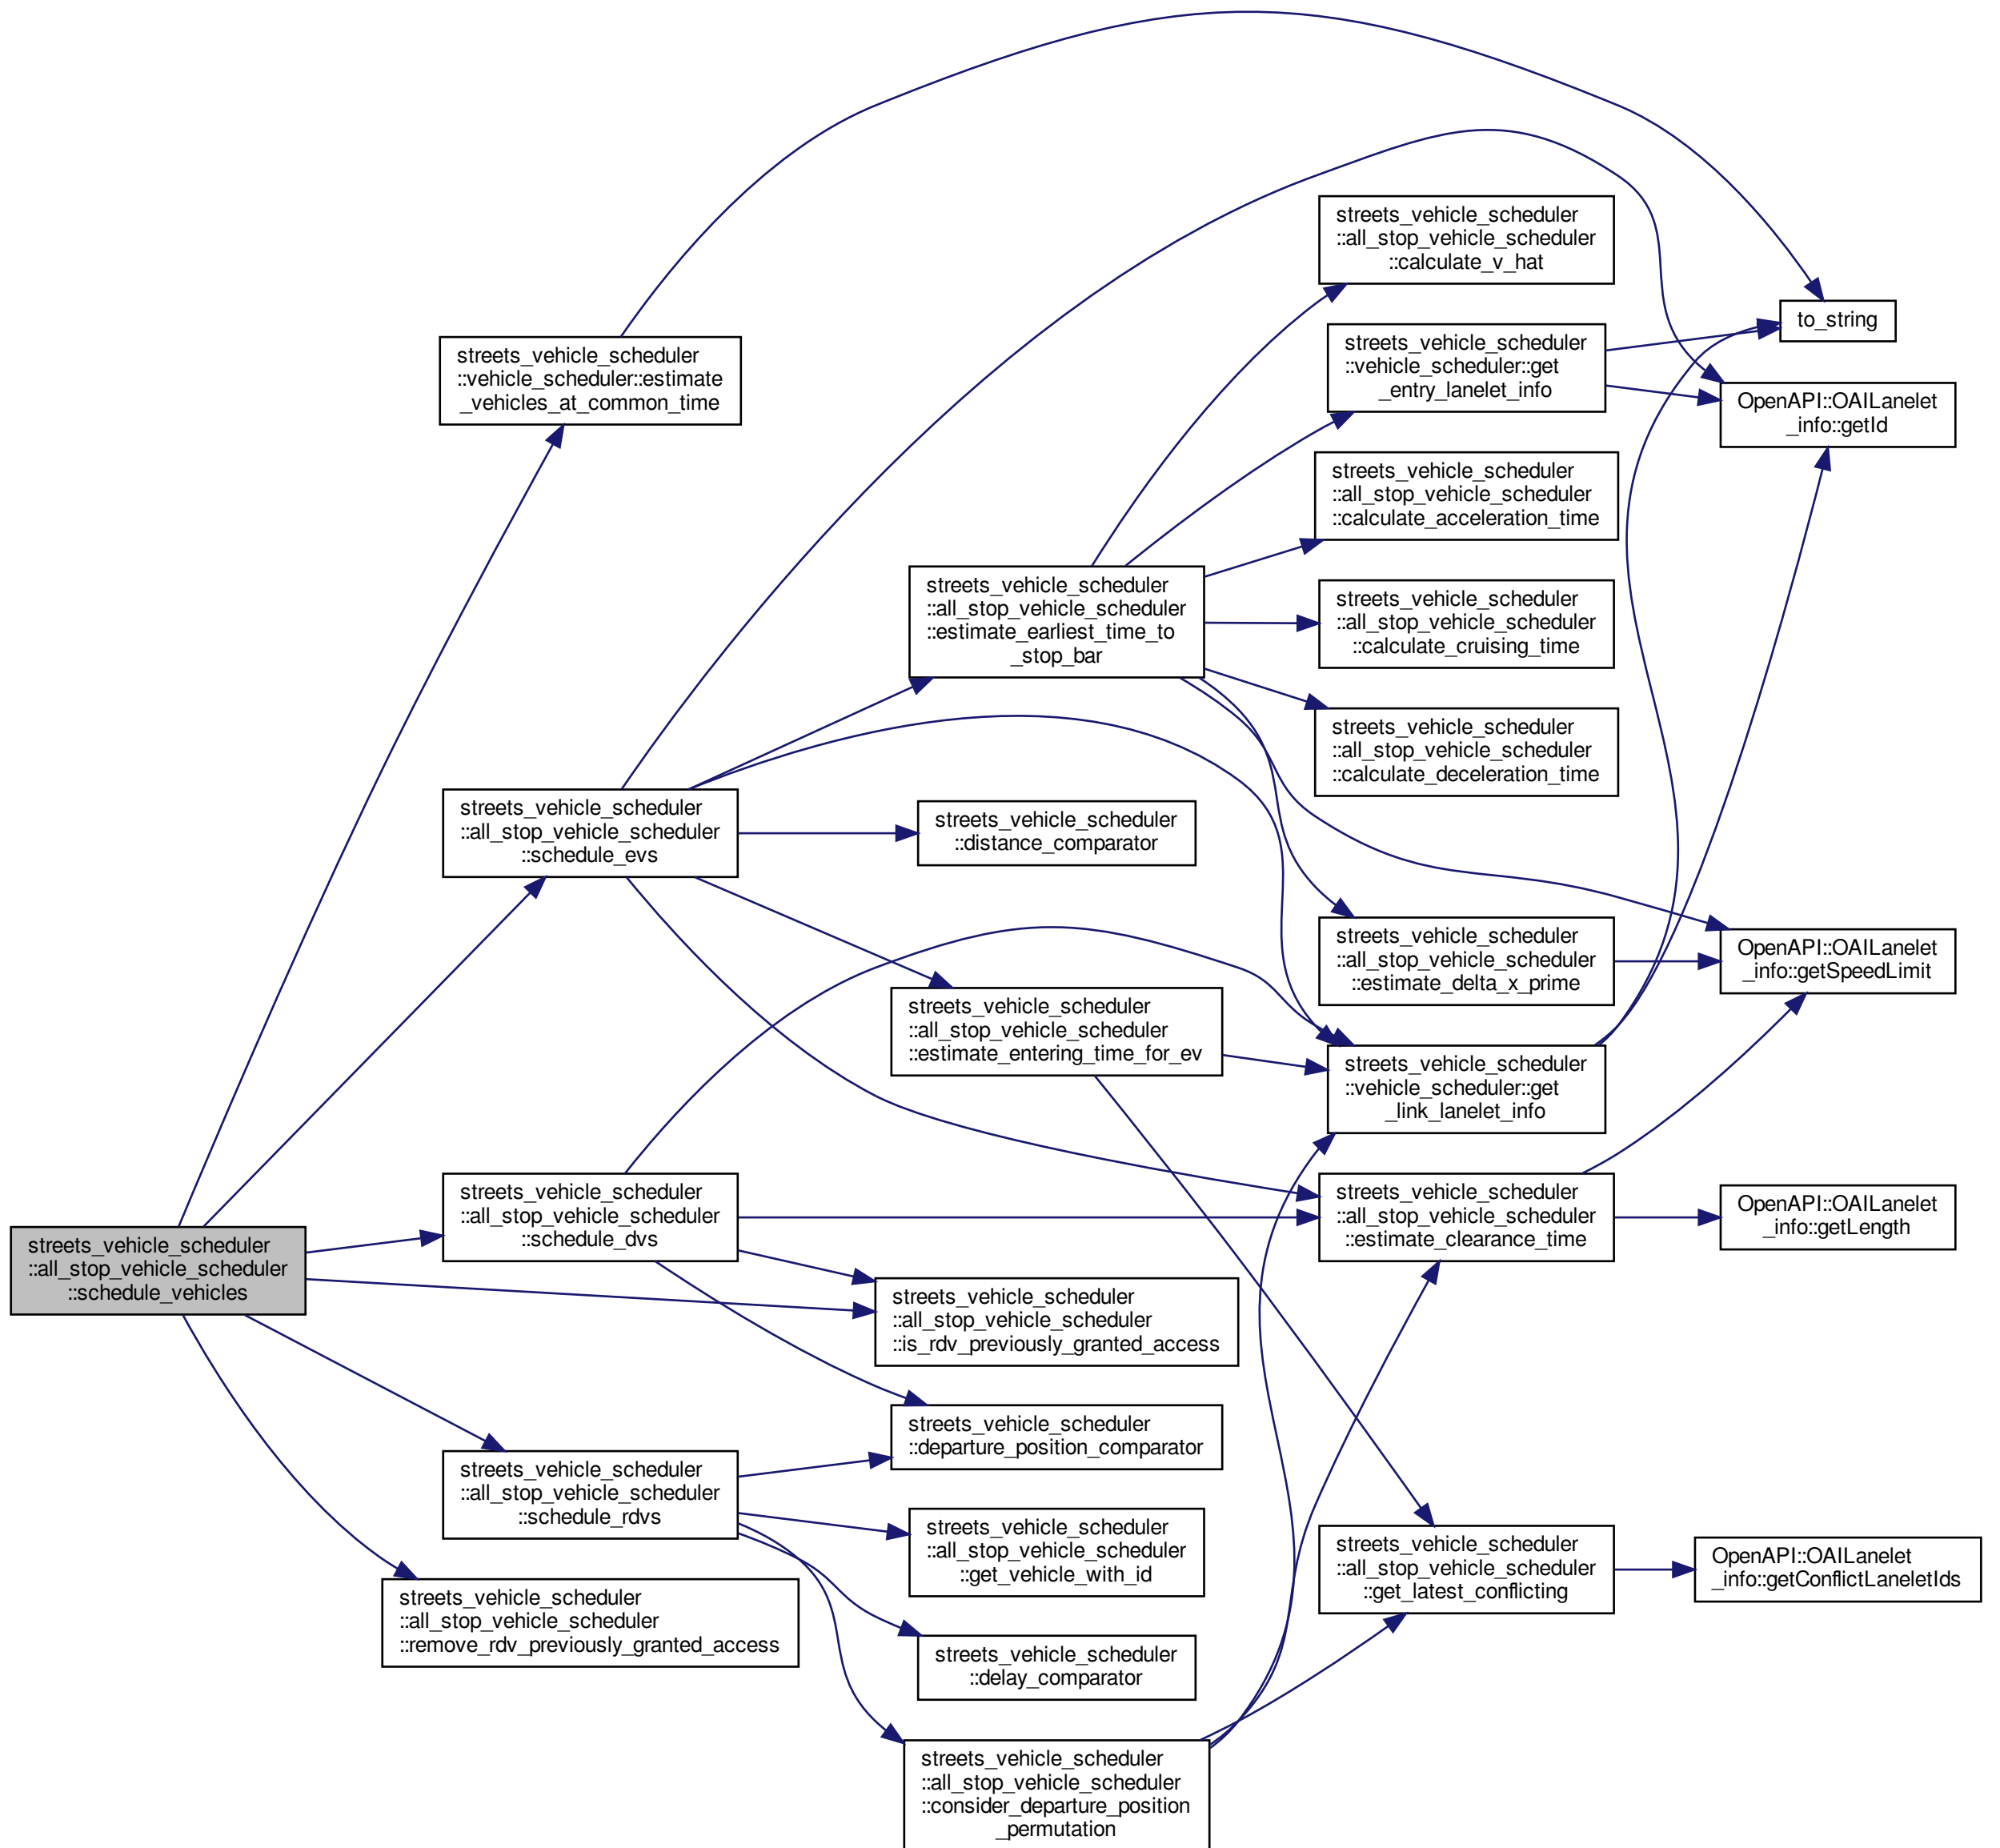 streets_vehicle_scheduler
::all_stop_vehicle_scheduler
::schedule_vehicles
streets_vehicle_scheduler
::vehicle_scheduler::estimate
_vehicles_at_common_time
streets_vehicle_scheduler
::all_stop_vehicle_scheduler
::schedule_evs
streets_vehicle_scheduler
::all_stop_vehicle_scheduler
::schedule_dvs
streets_vehicle_scheduler
::all_stop_vehicle_scheduler
::schedule_rdvs
streets_vehicle_scheduler
::all_stop_vehicle_scheduler
::remove_rdv_previously_granted_access
streets_vehicle_scheduler
::all_stop_vehicle_scheduler
::estimate_earliest_time_to
_stop_bar
streets_vehicle_scheduler
::distance_comparator
streets_vehicle_scheduler
::all_stop_vehicle_scheduler
::estimate_entering_time_for_ev
streets_vehicle_scheduler
::all_stop_vehicle_scheduler
::is_rdv_previously_granted_access
streets_vehicle_scheduler
::departure_position_comparator
streets_vehicle_scheduler
::all_stop_vehicle_scheduler
::get_vehicle_with_id
streets_vehicle_scheduler
::delay_comparator
streets_vehicle_scheduler
::all_stop_vehicle_scheduler
::consider_departure_position
_permutation
streets_vehicle_scheduler
::all_stop_vehicle_scheduler
::calculate_v_hat
streets_vehicle_scheduler
::vehicle_scheduler::get
_entry_lanelet_info
streets_vehicle_scheduler
::all_stop_vehicle_scheduler
::calculate_acceleration_time
streets_vehicle_scheduler
::all_stop_vehicle_scheduler
::calculate_cruising_time
streets_vehicle_scheduler
::all_stop_vehicle_scheduler
::calculate_deceleration_time
streets_vehicle_scheduler
::all_stop_vehicle_scheduler
::estimate_delta_x_prime
streets_vehicle_scheduler
::vehicle_scheduler::get
_link_lanelet_info
streets_vehicle_scheduler
::all_stop_vehicle_scheduler
::estimate_clearance_time
streets_vehicle_scheduler
::all_stop_vehicle_scheduler
::get_latest_conflicting
to_string
OpenAPI::OAILanelet
_info::getId
OpenAPI::OAILanelet
_info::getSpeedLimit
OpenAPI::OAILanelet
_info::getLength
OpenAPI::OAILanelet
_info::getConflictLaneletIds